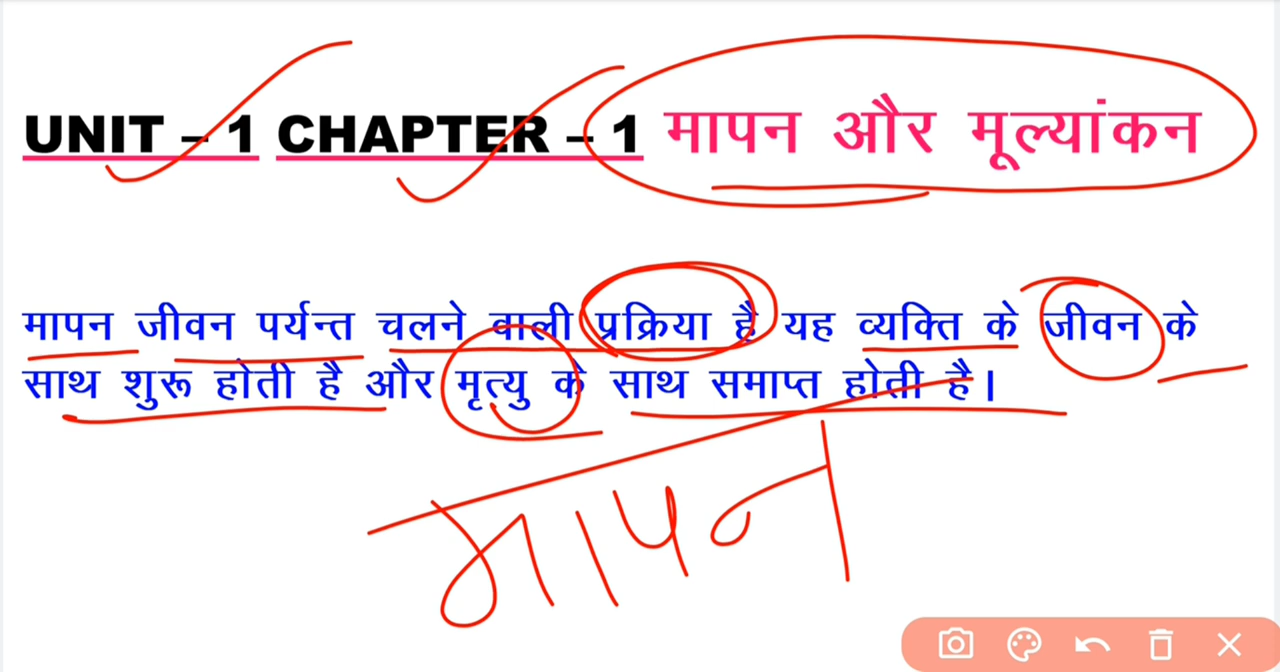 UNIT – 1 CHAPTER – 1 मापन और मूल्यांकन
मापन जीवन पर्यन्त चलने वाली प्रक्रिया है यह व्यक्ति के जीवन के
साथ शुरू होती है और मृत्यु के साथ समाप्त होती है।
मापन